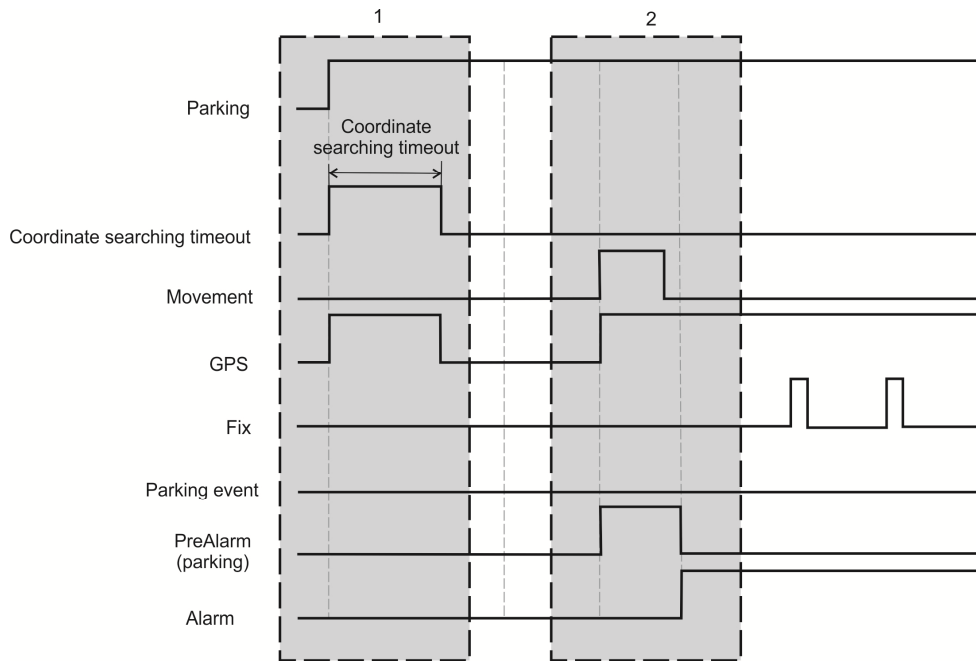 1
2
Parking
Coordinate
searching timeout
Coordinate searching timeout
Movement
GPS
Fix
Parking event
PreAlarm
(parking)
Alarm